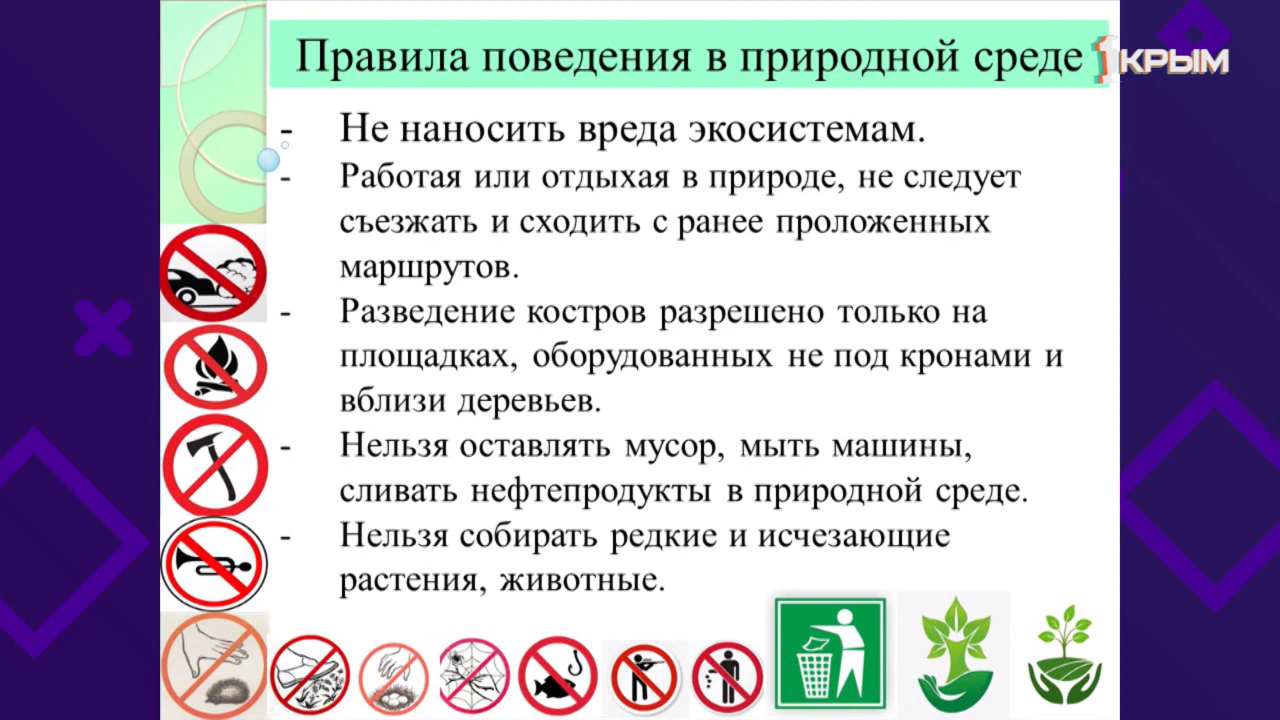 Правила поведения в природной среде
1КРЫМ
- Не наносить вреда экосистемам.
- Работая или отдыхая в природе, не следует
съезжать и сходить с ранее проложенных
маршрутов.
- Разведение костров разрешено только на
площадках, оборудованных не под кронами и
вблизи деревьев.
- Нельзя оставлять мусор, мыть машины,
сливать нефтепродукты в природной среде.
- Нельзя собирать редкие и исчезающие
растения, животные.